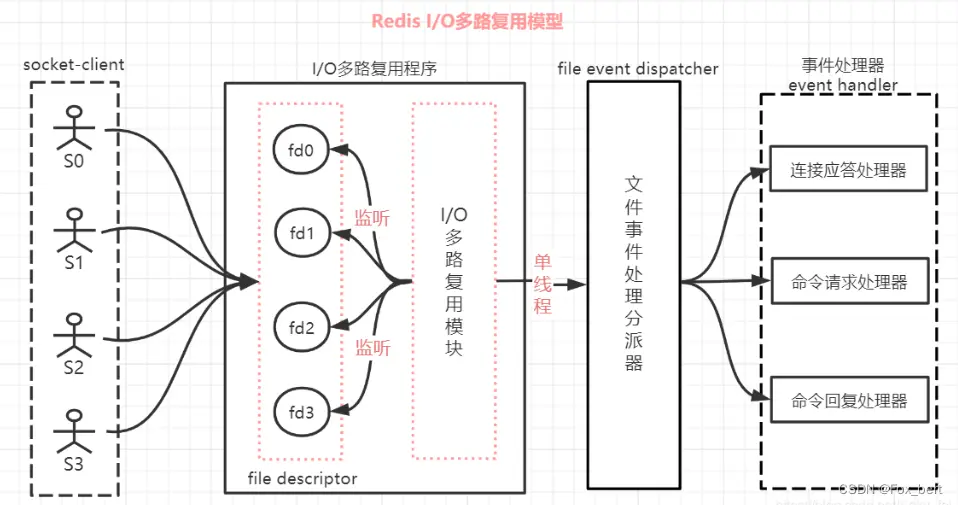 Redis I/O多路复用模型
socket-client
S0
S1
S2
S3
I/O多路复用程序
fd0
fd1
fd2
fd3
监听
监听
file descriptor
I/O
多
路
复
用
模
块
单
线
程
file event dispatcher
文
件
事
件
处
理
分
派
器
事件处理器
event handler
连接应答处理器
命令请求处理器
命令回复处理器
CSDN @Fox_bert